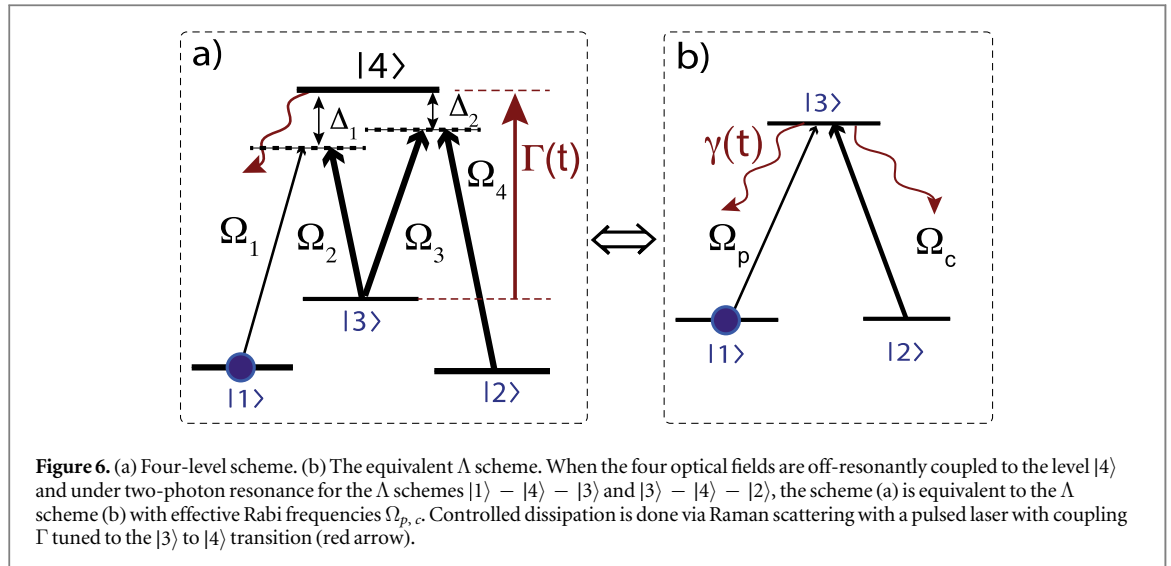 a)
|4>
Δ₁
Δ₂
Γ(t)
Ω₁
Ω₂
Ω₃
Ω₄
|3>
|1>
|2>
b)
|3>
γ(t)
Ωₚ
Ω꜀
|1>
|2>
Figure 6. (a) Four-level scheme. (b) The equivalent Λ scheme. When the four optical fields are off-resonantly coupled to the level |4⟩
and under two-photon resonance for the Λ schemes |1⟩ − |4⟩ − |3⟩ and |3⟩ − |4⟩ − |2⟩, the scheme (a) is equivalent to the Λ
scheme (b) with effective Rabi frequencies Ωp, c. Controlled dissipation is done via Raman scattering with a pulsed laser with coupling
Γ tuned to the |3⟩ to |4⟩ transition (red arrow).